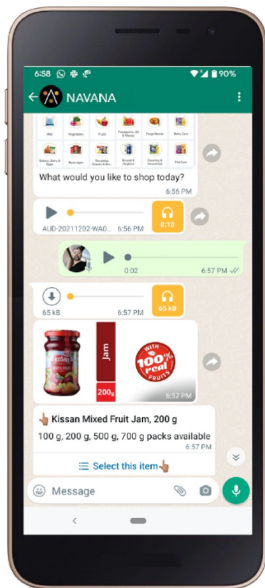 6:58
90%
NAVANA
What would you like to shop today?
6:55 PM
AUD-20211202-WA0...
6:56 PM
0:13
0:02
6:57 PM
65 kB
6:57 PM
65 kB
Kissan
Jam
200g
WITH
100%
real
FRUITS
6:57 PM
Kissan Mixed Fruit Jam, 200 g
100 g, 200 g, 500 g, 700 g packs available
6:57 PM
Select this item
Message